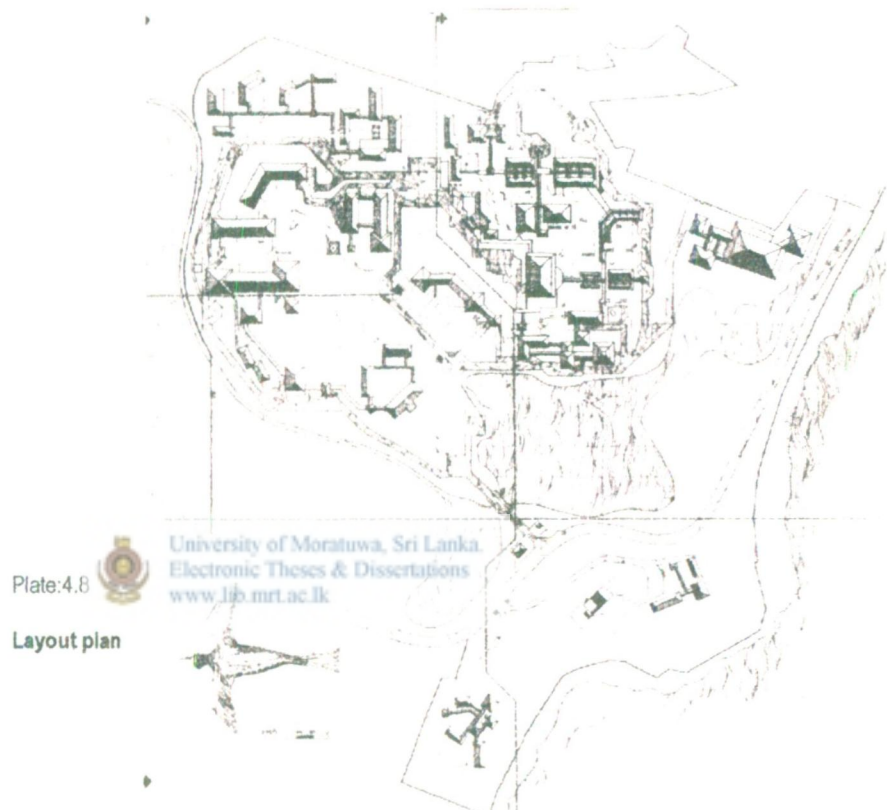 University of Moratuwa, Sri Lanka.
Electronic Theses & Dissertations
www.lib.mrt.ac.lk
Plate:4.8
Layout plan